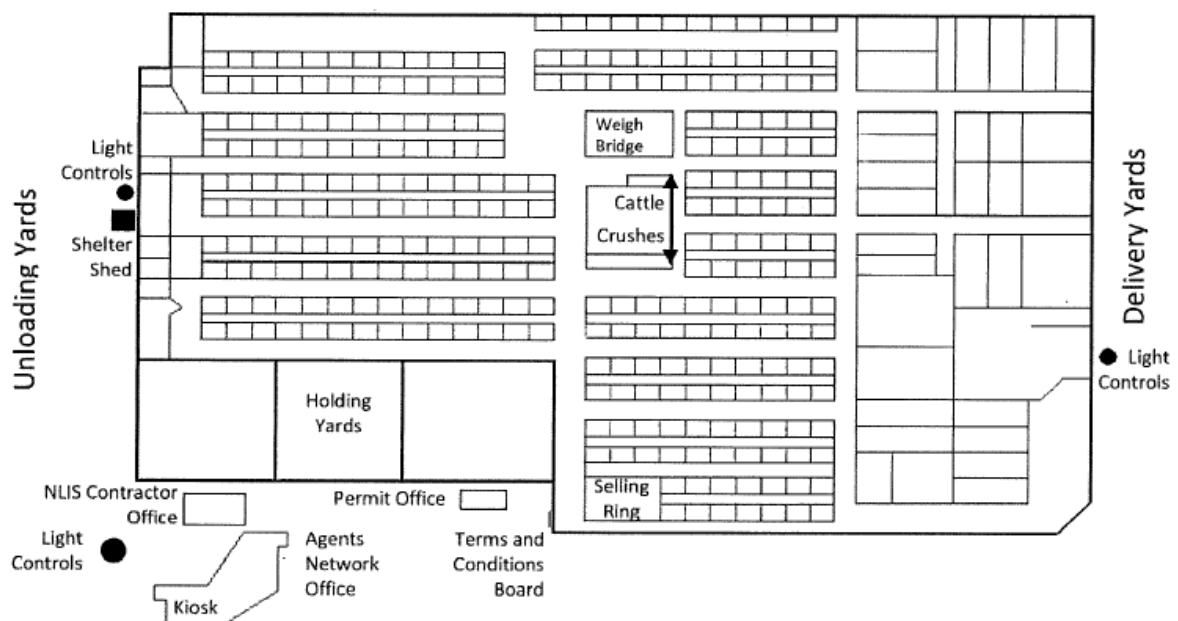 Weigh
Bridge
Light
Controls
Cattle
Crushes
Shelter
Shed
Unloading Yards
Delivery Yards
Light
Controls
Holding
Yards
NLIS Contractor
Office
Permit Office
Selling
Ring
Light
Controls
Agents
Network
Office
Terms and
Conditions
Board
Kiosk